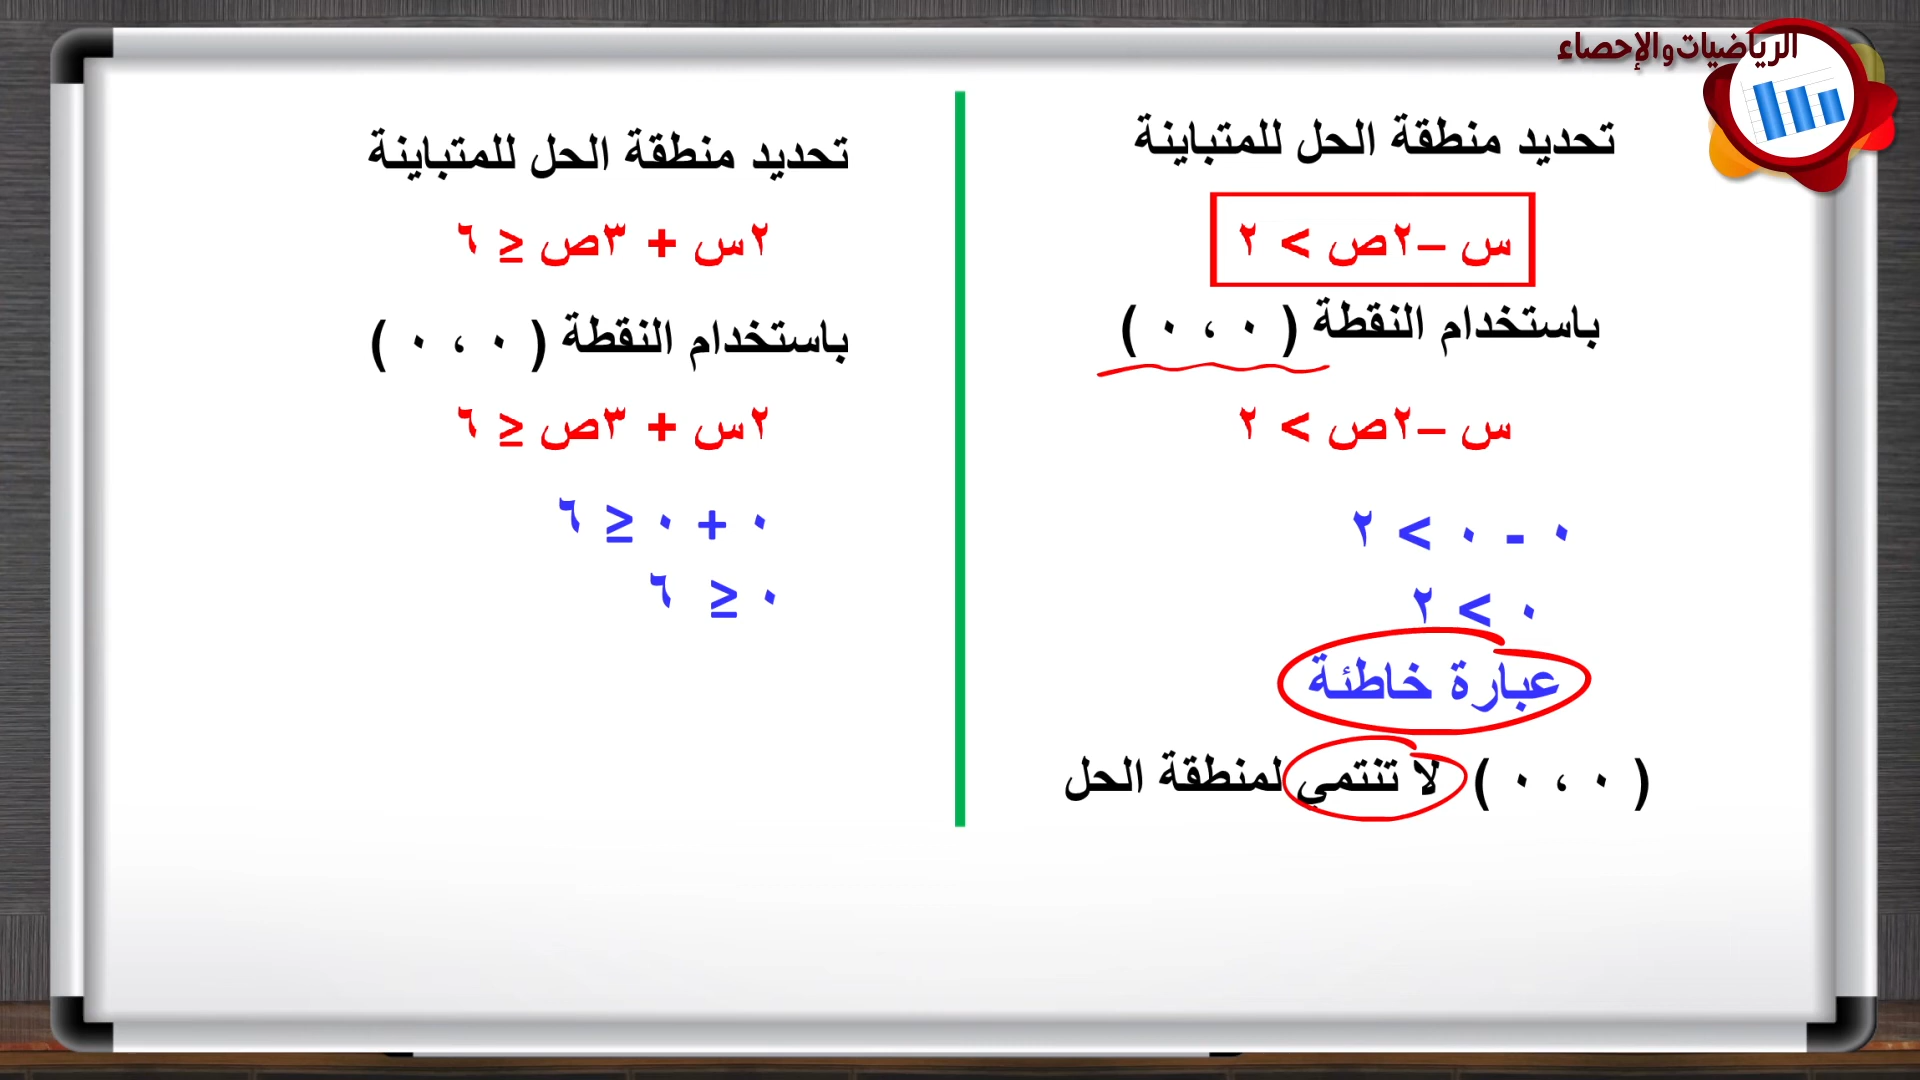 الرياضيات والإحصاء
تحديد منطقة الحل للمتباينة
س –٢ص > ٢
باستخدام النقطة ( ٠ ، ٠ )
س –٢ص > ٢
٠ - ٠ > ٢
٠ > ٢
عبارة خاطئة
( ٠ ، ٠ ) لا تنتمي لمنطقة الحل
تحديد منطقة الحل للمتباينة
٢س + ٣ص ≤ ٦
باستخدام النقطة ( ٠ ، ٠ )
٢س + ٣ص ≤ ٦
٠ + ٠ ≤ ٦
٠ ≤ ٦